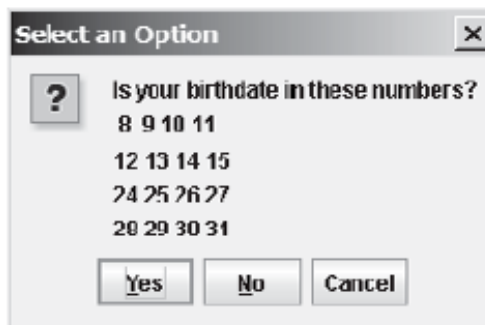 Select an Option
?
Is your birthdate in these numbers?
8 9 10 11
12 13 14 15
24 25 26 27
28 29 30 31
Yes No Cancel